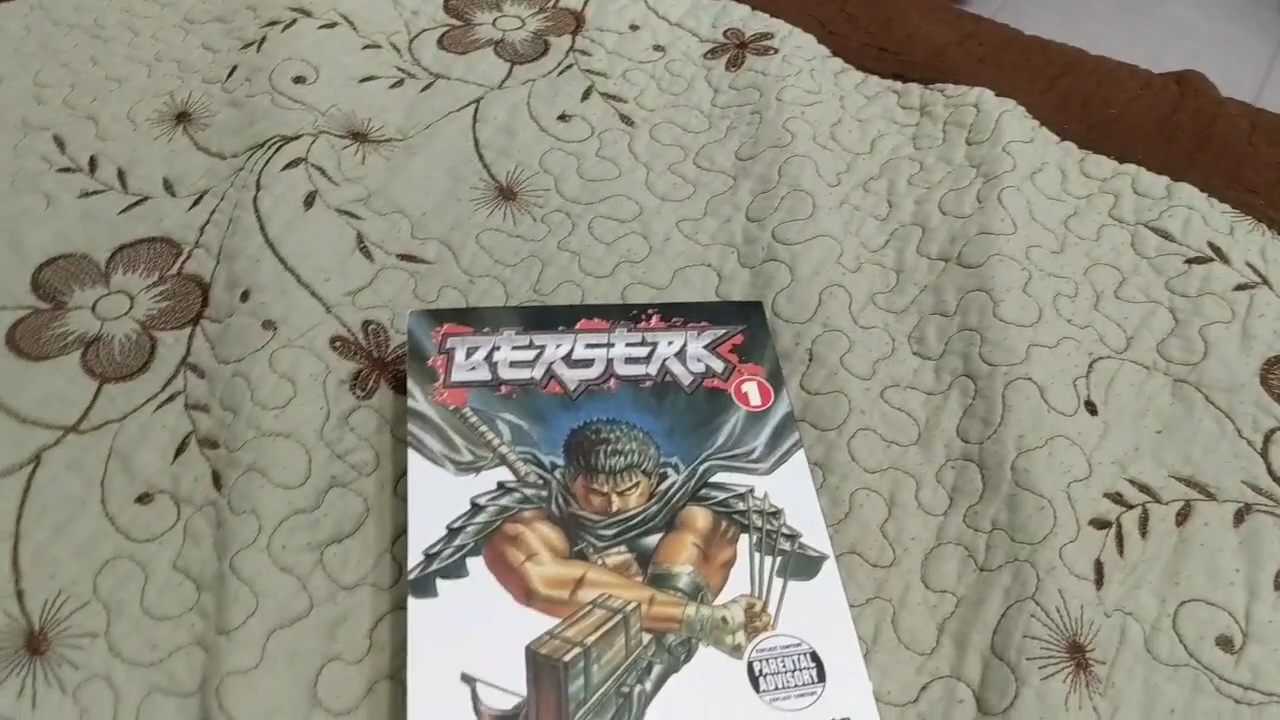 BERSERK
1
EXPLICIT CONTENT
PARENTAL
ADVISORY
EXPLICIT CONTENT